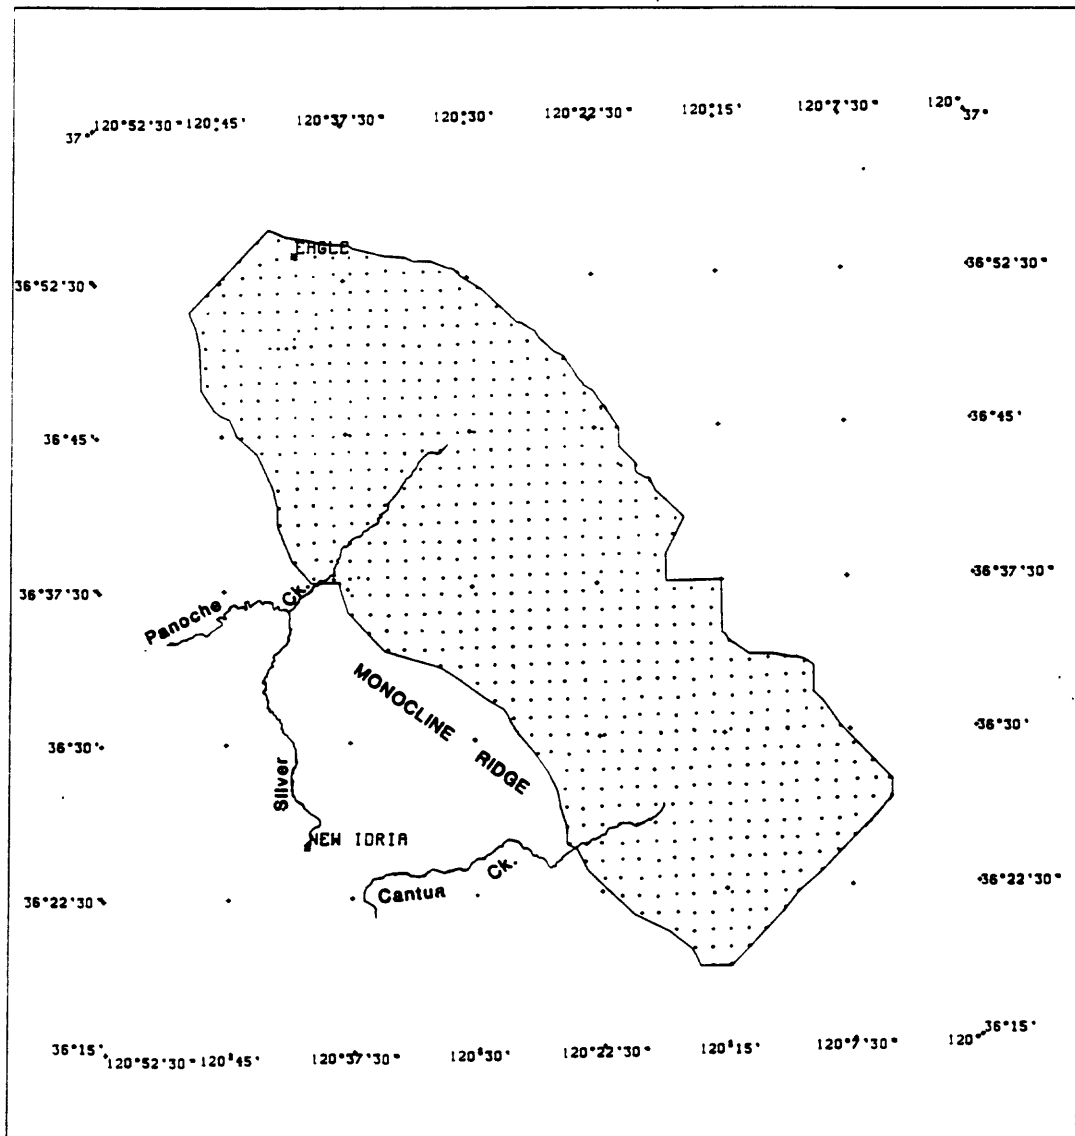 120°52'30" 120°45' 120°37'30" 120°30' 120°22'30" 120°15' 120°7'30" 120°
37° 37°
EAGLE
36°52'30" 36°52'30"
36°45' 36°45'
36°37'30" 36°37'30"
Panoche Ck.
MONOCLINE RIDGE
36°30' 36°30'
Silver
NEW IDRIA
Cantua Ck.
36°22'30" 36°22'30"
36°15' 36°15'
120°52'30" 120°45' 120°37'30" 120°30' 120°22'30" 120°15' 120°7'30" 120°